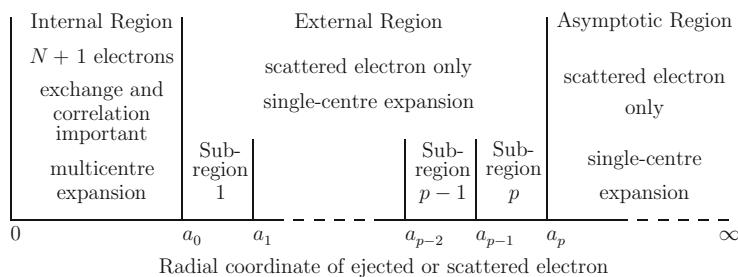 Internal Region
External Region
Asymptotic Region
N + 1 electrons
exchange and
correlation
important
multicentre
expansion
scattered electron only
single-centre expansion
Sub-
region
1
Sub-
region
p − 1
Sub-
region
p
scattered electron
only
single-centre
expansion
0
a₀
a₁
aₚ₋₂
aₚ₋₁
aₚ
∞
Radial coordinate of ejected or scattered electron